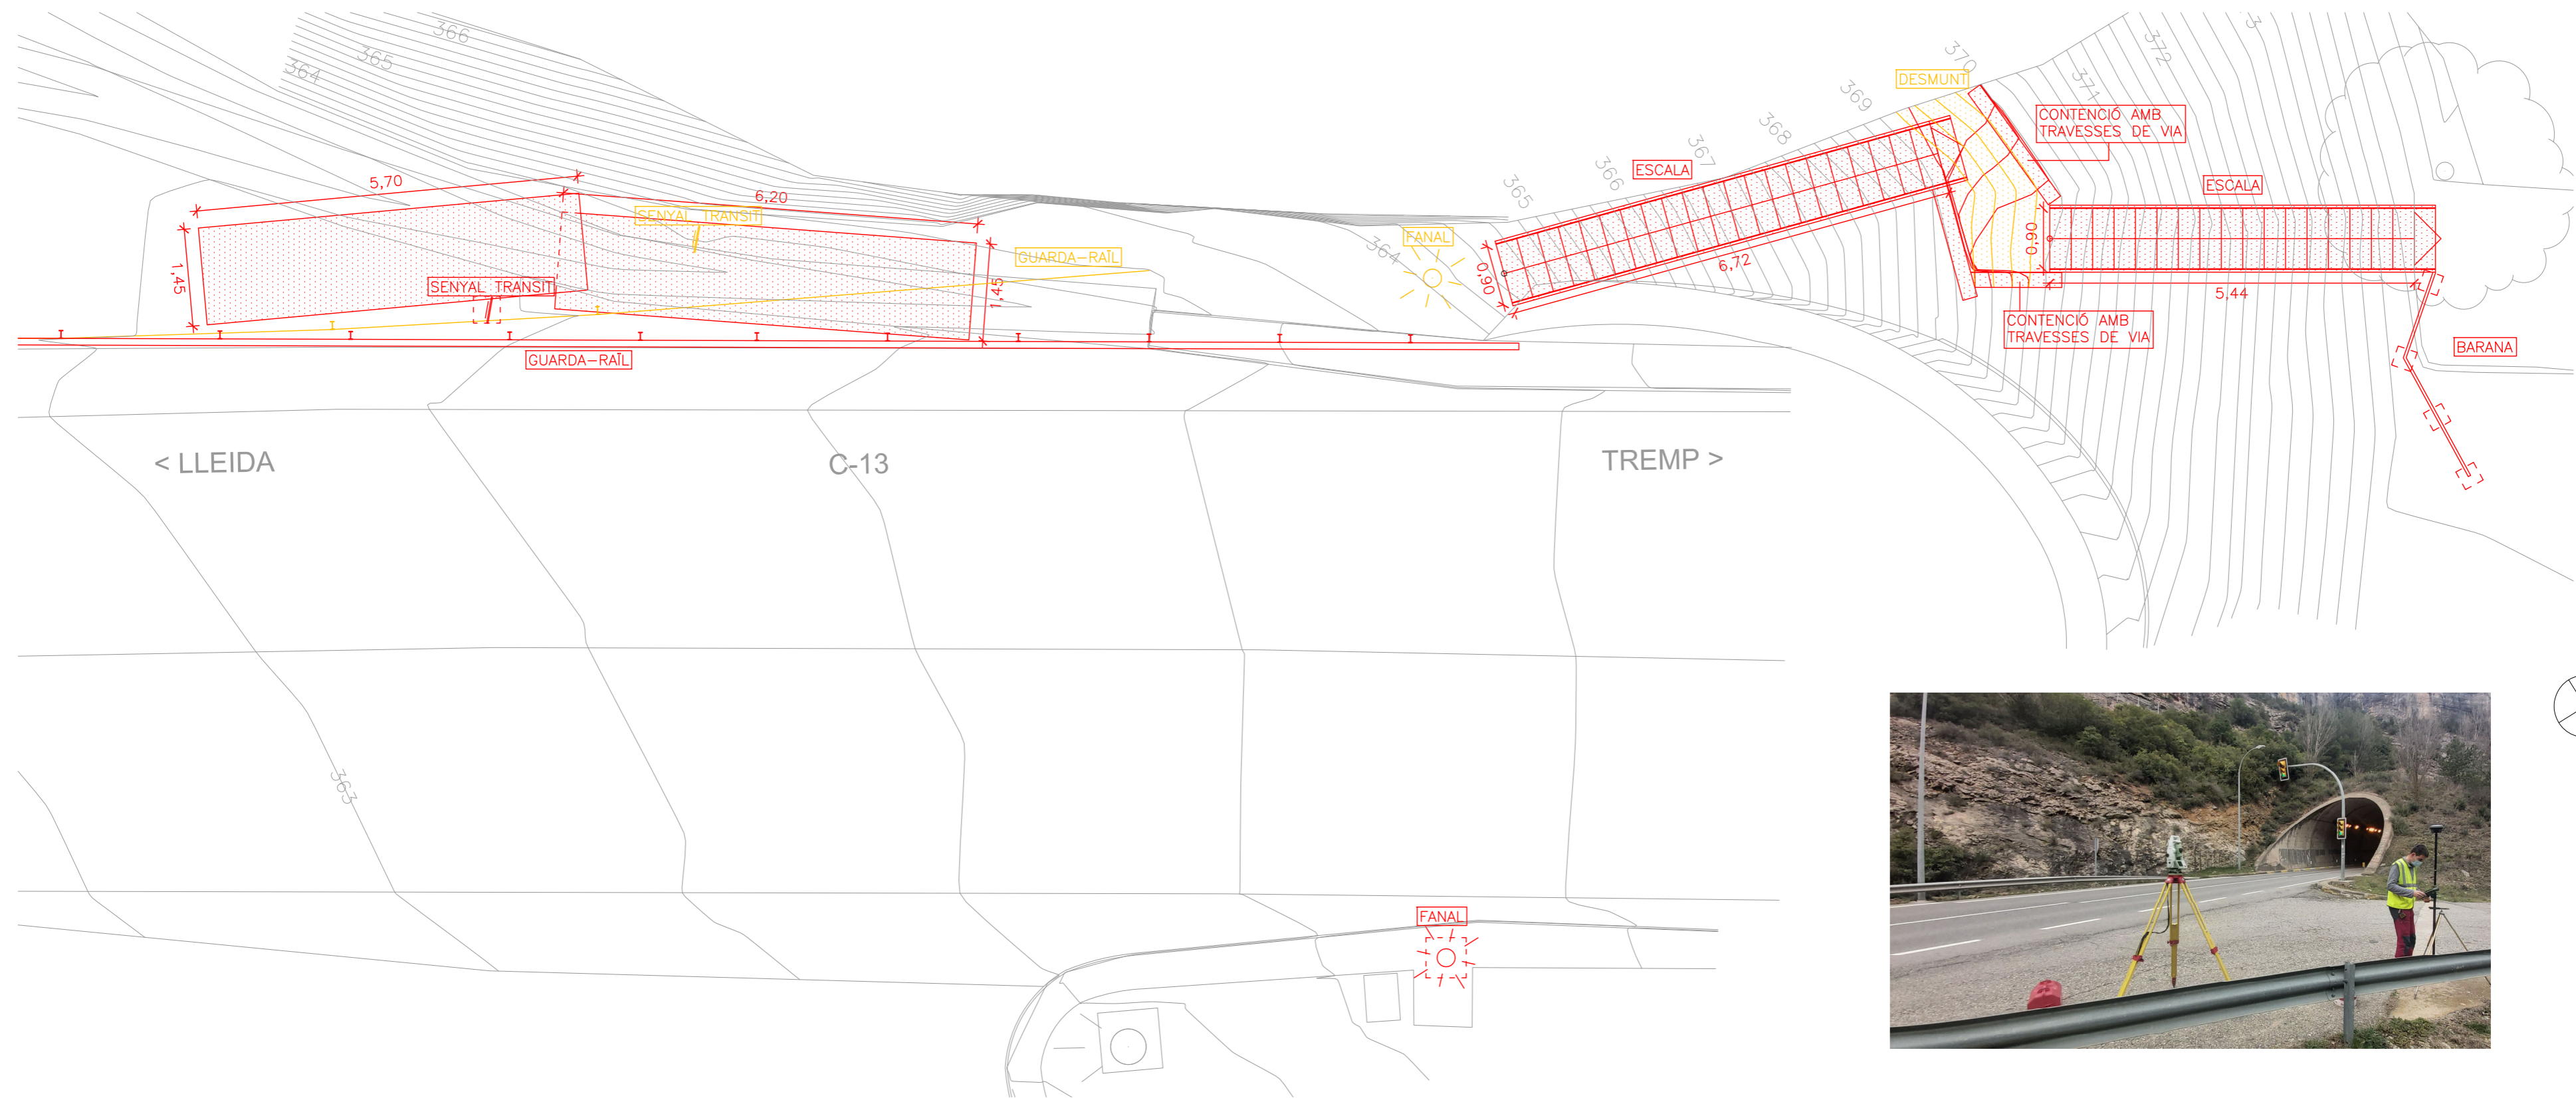 366
365
364
5,70
6,20
1,45
SENYAL TRANSIT
GUARDA-RAÏL
SENYAL TRANSIT
1,45
GUARDA-RAÏL
364
FANAL
365
366
367
368
369
370
371
372
3
ESCALA
0,90
6,72
DESMUNT
CONTENCIÓ AMB
TRAVESSES DE VIA
ESCALA
0,90
5,44
CONTENCIÓ AMB
TRAVESSES DE VIA
BARANA
< LLEIDA
C-13
TREMP >
363
FANAL